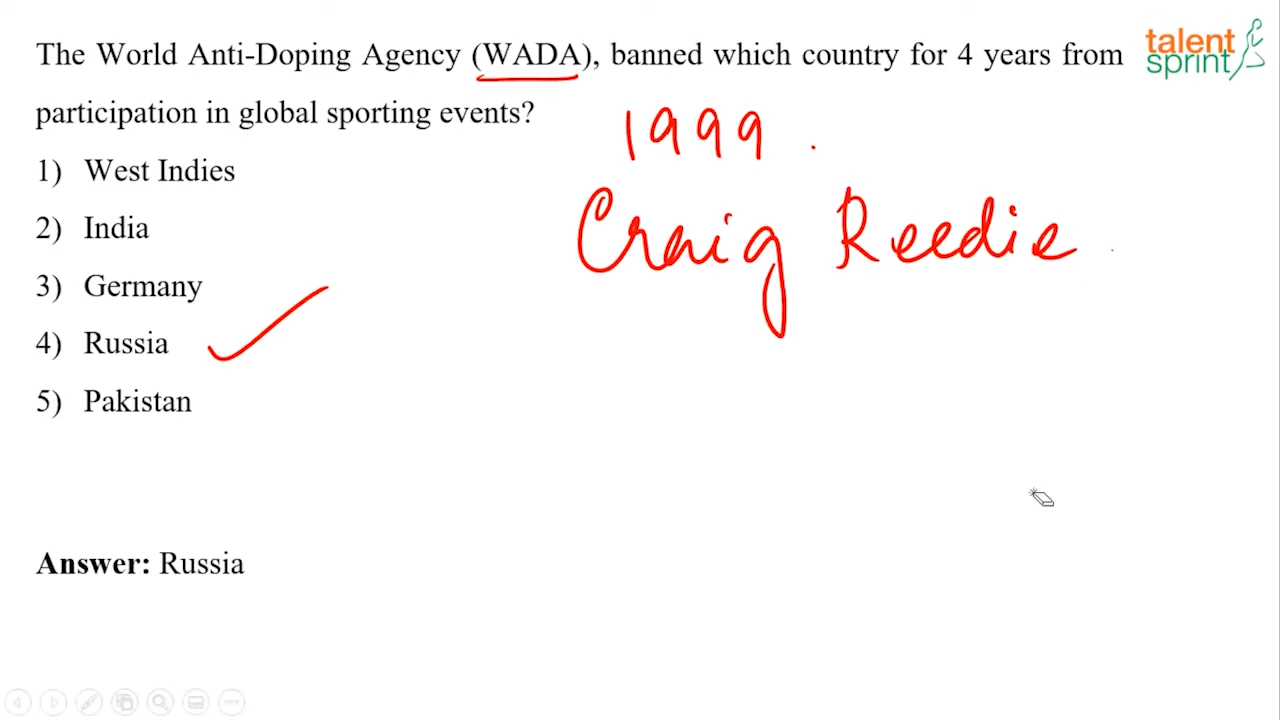 The World Anti-Doping Agency (WADA), banned which country for 4 years from
talent
sprint
participation in global sporting events?
1999.
1) West Indies
Craig Reedie
2) India
3) Germany
4) Russia
5) Pakistan
Answer: Russia